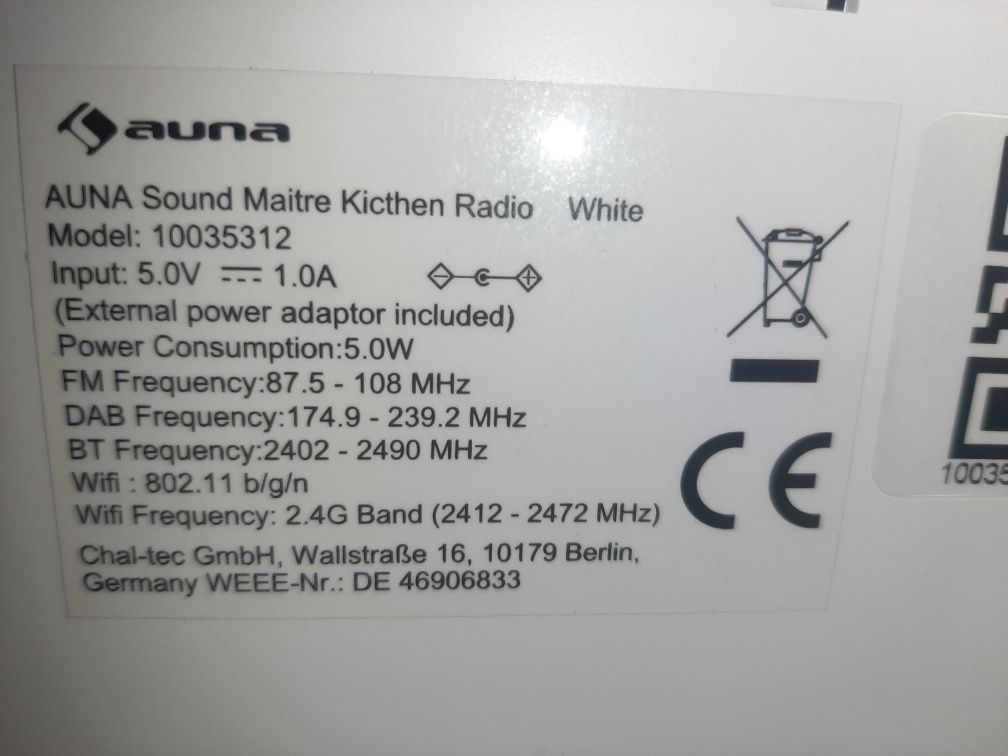 auna
AUNA Sound Maitre Kicthen Radio White
Model: 10035312
Input: 5.0V ⎓ 1.0A
(External power adaptor included)
Power Consumption:5.0W
FM Frequency:87.5 - 108 MHz
DAB Frequency:174.9 - 239.2 MHz
BT Frequency:2402 - 2490 MHz
Wifi : 802.11 b/g/n
Wifi Frequency: 2.4G Band (2412 - 2472 MHz)
Chal-tec GmbH, Wallstraße 16, 10179 Berlin,
Germany WEEE-Nr.: DE 46906833
CE